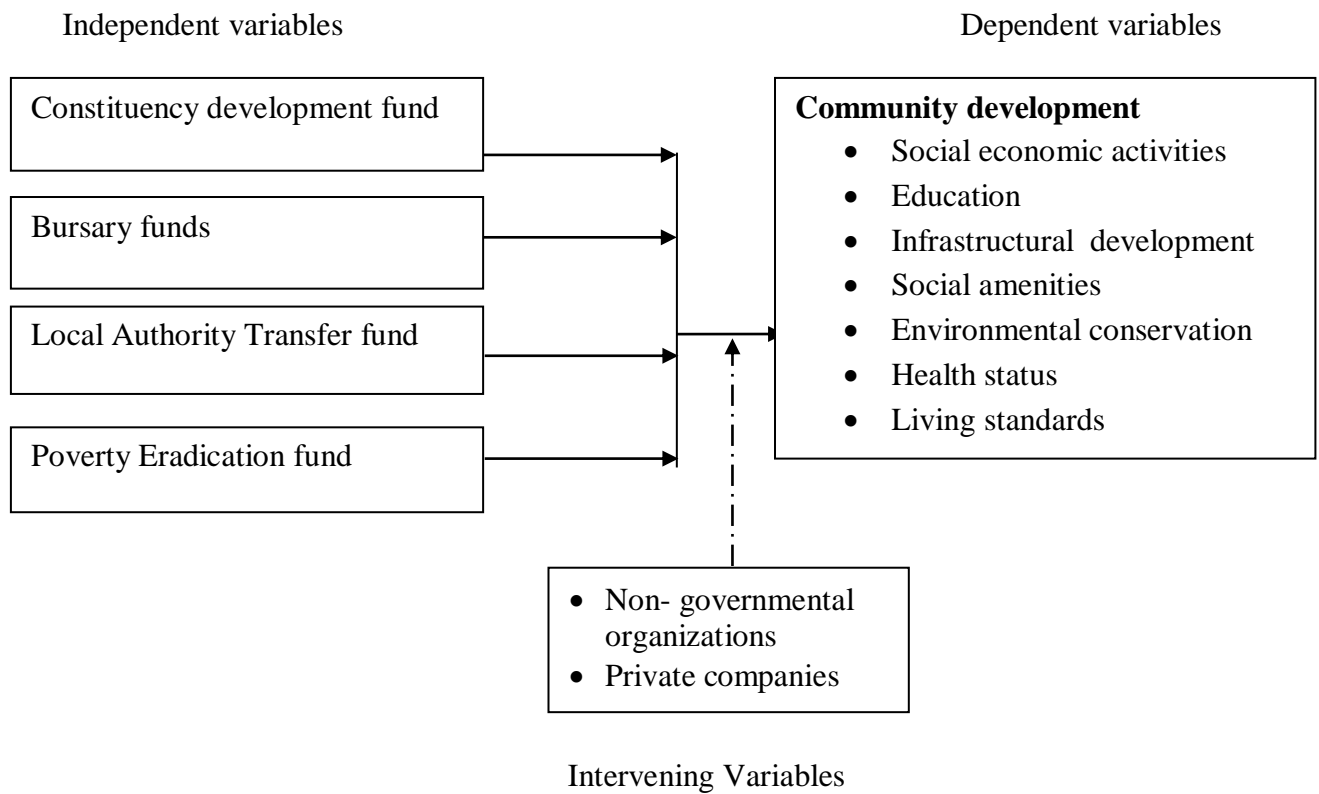 Independent variables
Dependent variables
Constituency development fund
Bursary funds
Local Authority Transfer fund
Poverty Eradication fund
Community development
• Social economic activities
• Education
• Infrastructural development
• Social amenities
• Environmental conservation
• Health status
• Living standards
• Non- governmental
organizations
• Private companies
Intervening Variables